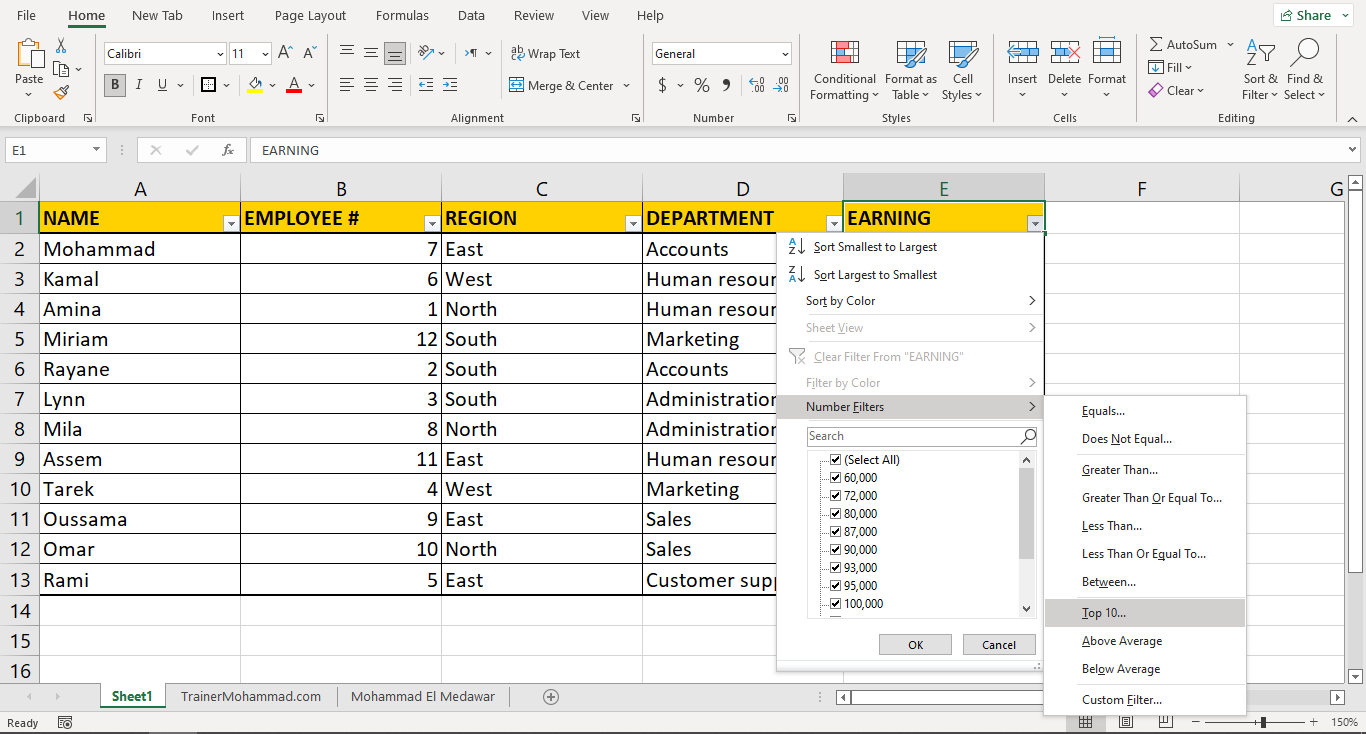 File Home New Tab Insert Page Layout Formulas Data Review View Help Share
Paste
Calibri 11 A^ A˅
B I U A
ab Wrap Text
Merge & Center
General
$ % 9 .00 .00
Conditional Formatting
Format as Table
Cell Styles
Insert Delete Format
AutoSum
Fill
Clear
Sort & Filter
Find & Select
Clipboard Font Alignment Number Styles Cells Editing
E1 fx EARNING
A B C D E F G
1 NAME EMPLOYEE # REGION DEPARTMENT EARNING
2 Mohammad 7 East Accounts
3 Kamal 6 West Human resour
4 Amina 1 North Human resour
5 Miriam 12 South Marketing
6 Rayane 2 South Accounts
7 Lynn 3 South Administration
8 Mila 8 North Administration
9 Assem 11 East Human resour
10 Tarek 4 West Marketing
11 Oussama 9 East Sales
12 Omar 10 North Sales
13 Rami 5 East Customer supp
14
15
16
Sort Smallest to Largest
Sort Largest to Smallest
Sort by Color
Sheet View
Clear Filter From "EARNING"
Filter by Color
Number Filters
Search
(Select All)
60,000
72,000
80,000
87,000
90,000
93,000
95,000
100,000
OK Cancel
Equals...
Does Not Equal...
Greater Than...
Greater Than Or Equal To...
Less Than...
Less Than Or Equal To...
Between...
Top 10...
Above Average
Below Average
Custom Filter...
Sheet1 TrainerMohammad.com Mohammad El Medawar
Ready 150%